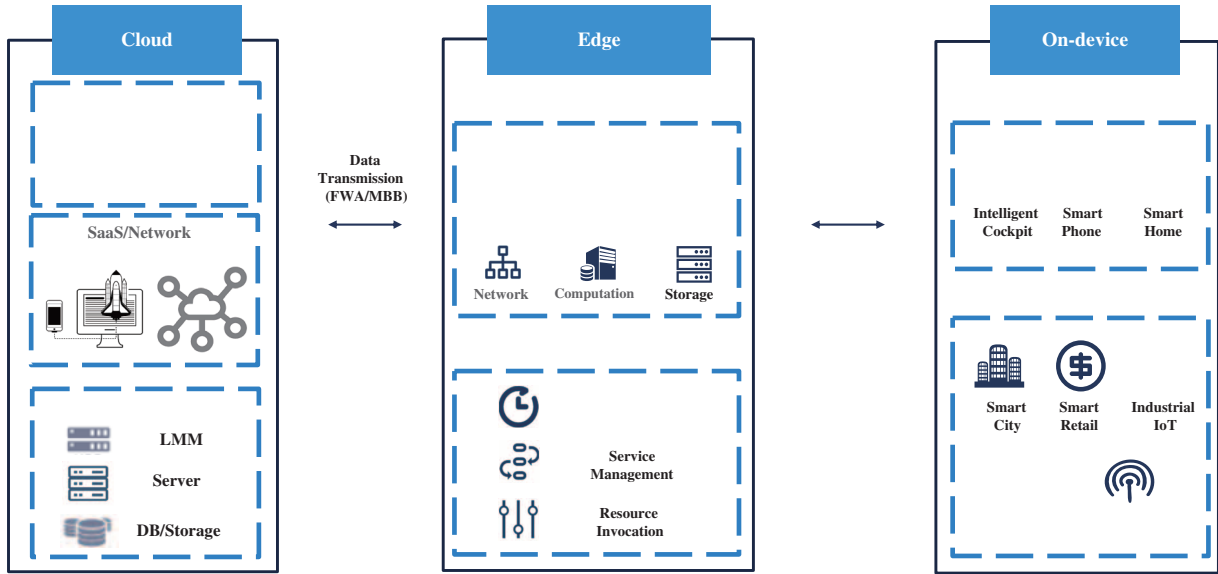 Cloud
SaaS/Network
LMM
Server
DB/Storage
Data
Transmission
(FWA/MBB)
Edge
Network
Computation
Storage
Service
Management
Resource
Invocation
On-device
Intelligent
Cockpit
Smart
Phone
Smart
Home
Smart
City
Smart
Retail
Industrial
IoT